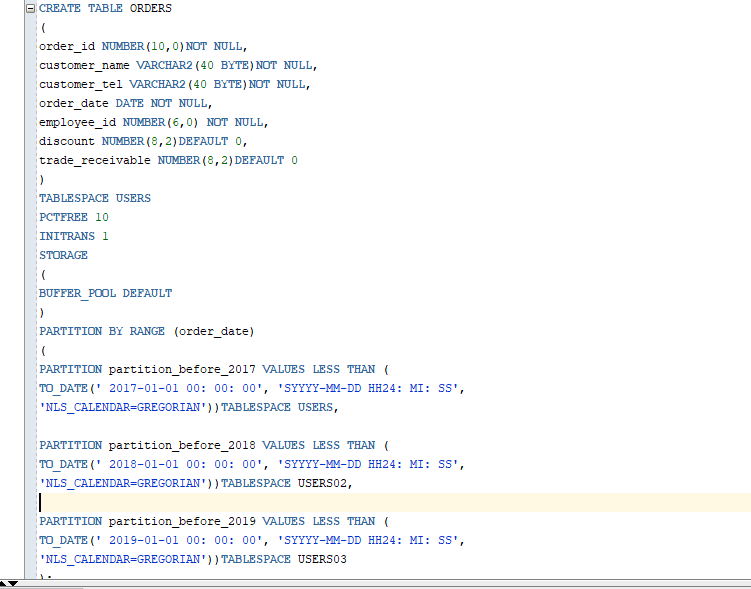 CREATE TABLE ORDERS
(
order_id NUMBER(10,0)NOT NULL,
customer_name VARCHAR2(40 BYTE)NOT NULL,
customer_tel VARCHAR2(40 BYTE)NOT NULL,
order_date DATE NOT NULL,
employee_id NUMBER(6,0) NOT NULL,
discount NUMBER(8,2)DEFAULT 0,
trade_receivable NUMBER(8,2)DEFAULT 0
)
TABLESPACE USERS
PCTFREE 10
INITRANS 1
STORAGE
(
BUFFER_POOL DEFAULT
)
PARTITION BY RANGE (order_date)
(
PARTITION partition_before_2017 VALUES LESS THAN (
TO_DATE(' 2017-01-01 00: 00: 00', 'SYYYY-MM-DD HH24: MI: SS',
'NLS_CALENDAR=GREGORIAN'))TABLESPACE USERS,
PARTITION partition_before_2018 VALUES LESS THAN (
TO_DATE(' 2018-01-01 00: 00: 00', 'SYYYY-MM-DD HH24: MI: SS',
'NLS_CALENDAR=GREGORIAN'))TABLESPACE USERS02,
PARTITION partition_before_2019 VALUES LESS THAN (
TO_DATE(' 2019-01-01 00: 00: 00', 'SYYYY-MM-DD HH24: MI: SS',
'NLS_CALENDAR=GREGORIAN'))TABLESPACE USERS03
);